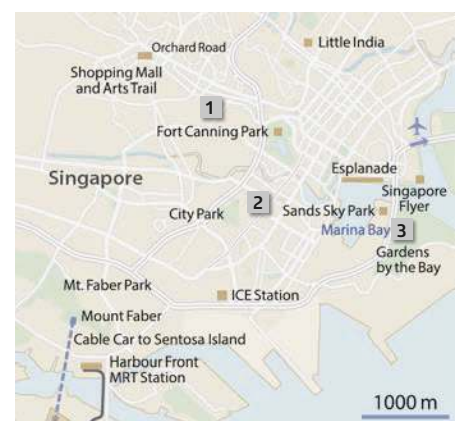 Orchard Road
Little India
Shopping Mall
and Arts Trail
1
Fort Canning Park
Esplanade
Singapore
Singapore
Flyer
2
City Park
Sands Sky Park
Marina Bay
3
Gardens
by the Bay
Mt. Faber Park
ICE Station
Mount Faber
Cable Car to Sentosa Island
Harbour Front
MRT Station
1000 m